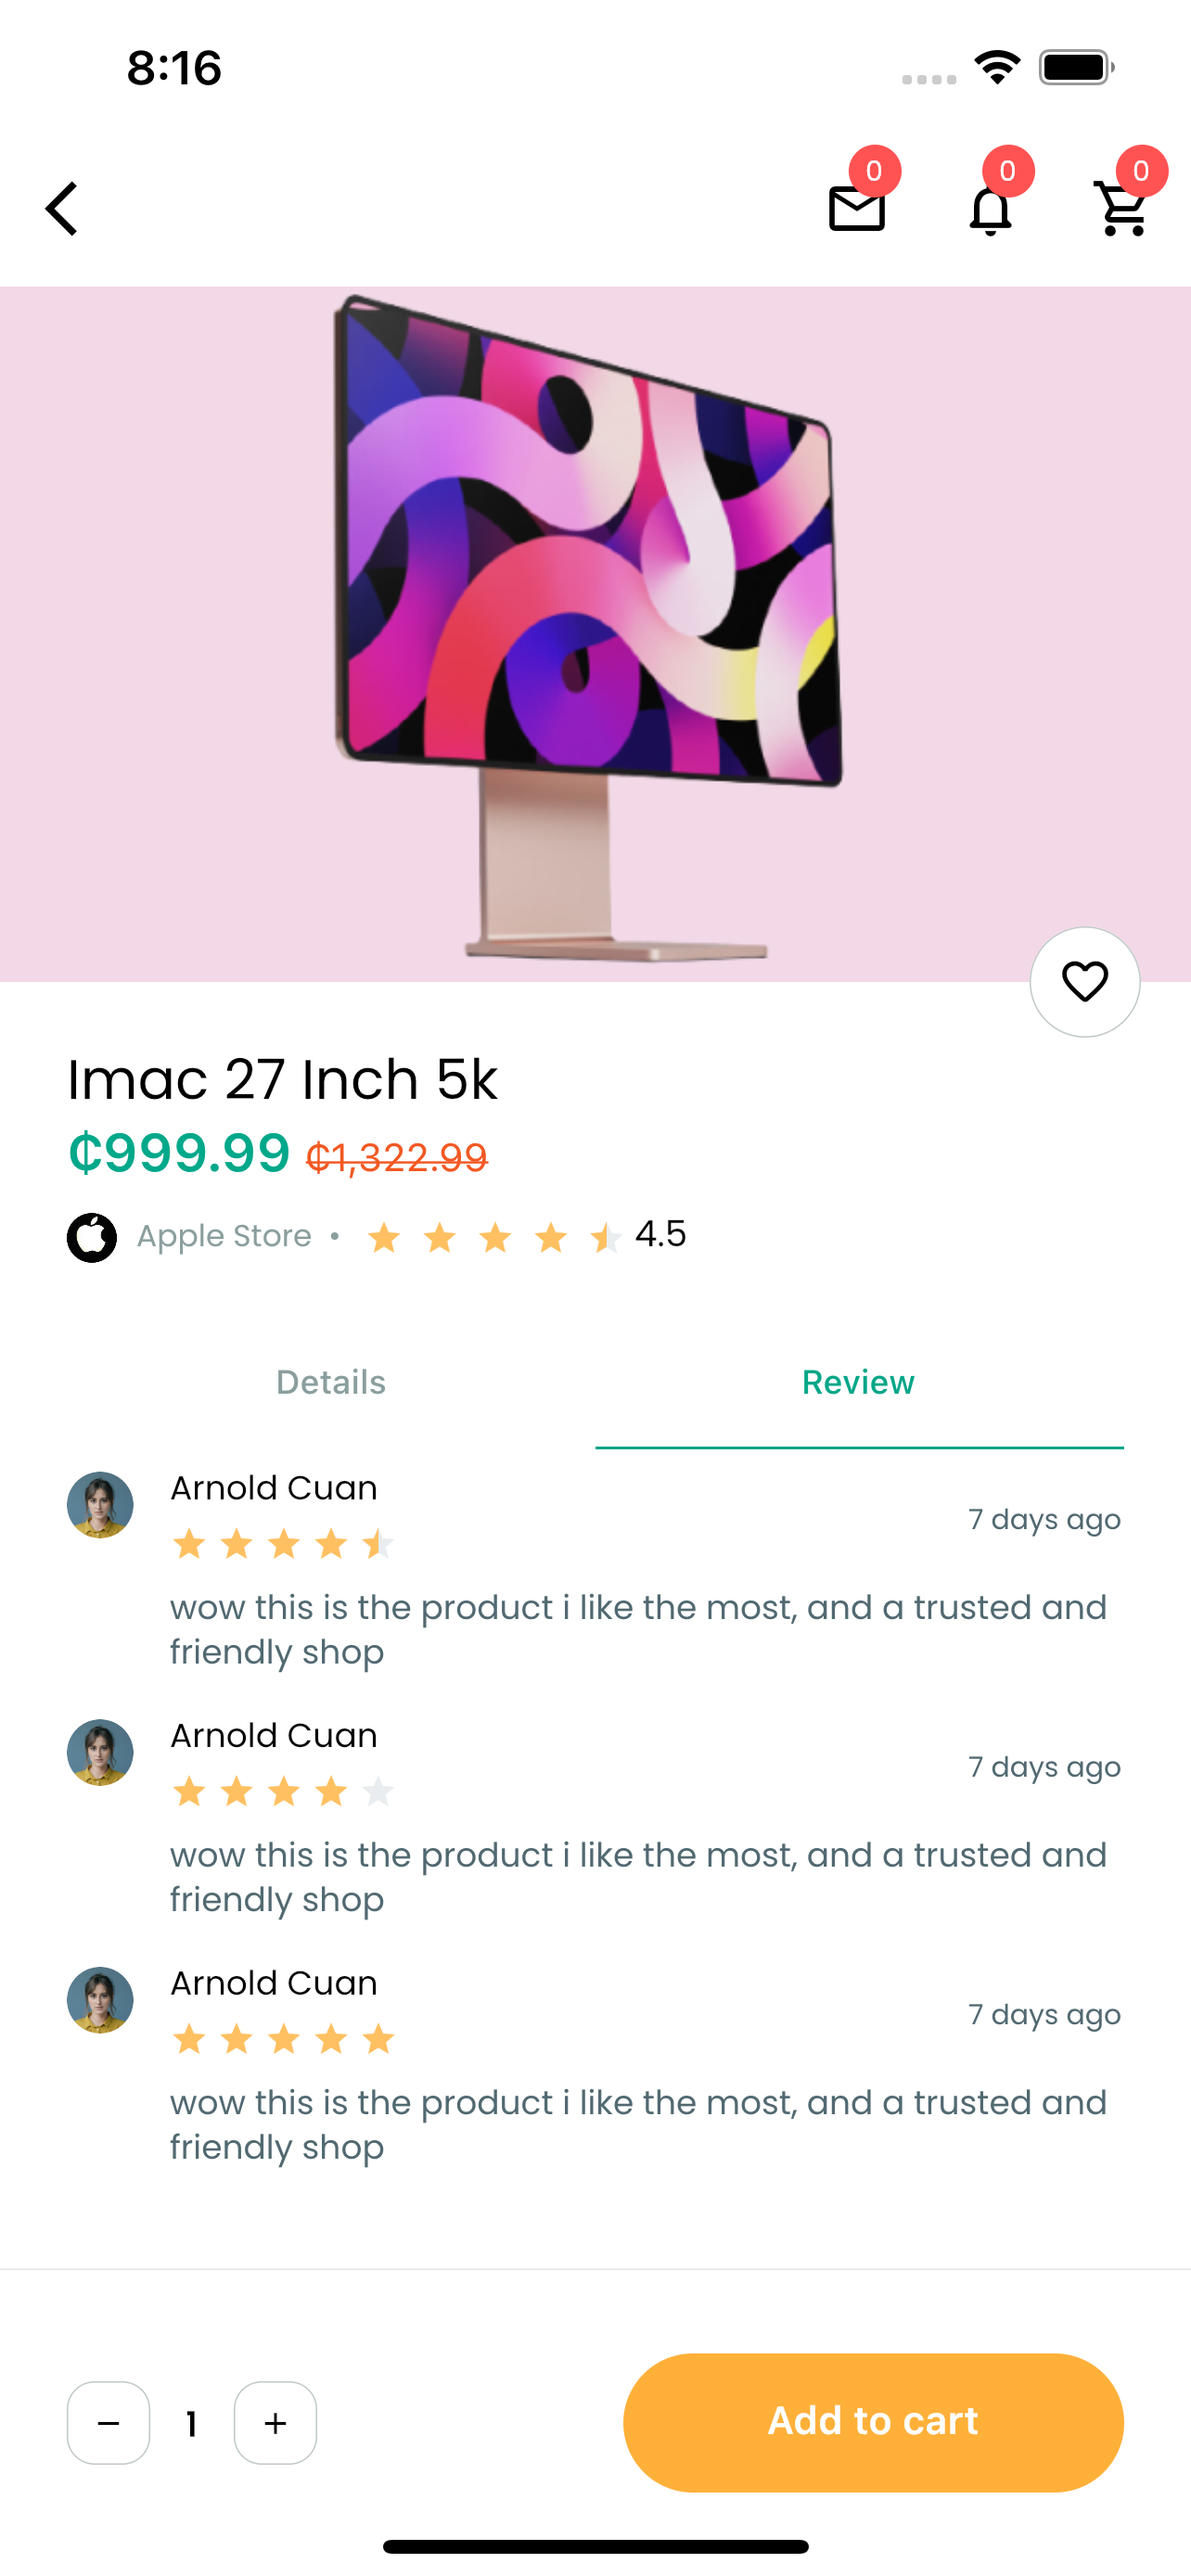 8:16
0 0 0
Imac 27 Inch 5k
₵999.99 ₵1,322.99
Apple Store • 4.5
Details Review
Arnold Cuan
7 days ago
wow this is the product i like the most, and a trusted and
friendly shop
Arnold Cuan
7 days ago
wow this is the product i like the most, and a trusted and
friendly shop
Arnold Cuan
7 days ago
wow this is the product i like the most, and a trusted and
friendly shop
− 1 + Add to cart